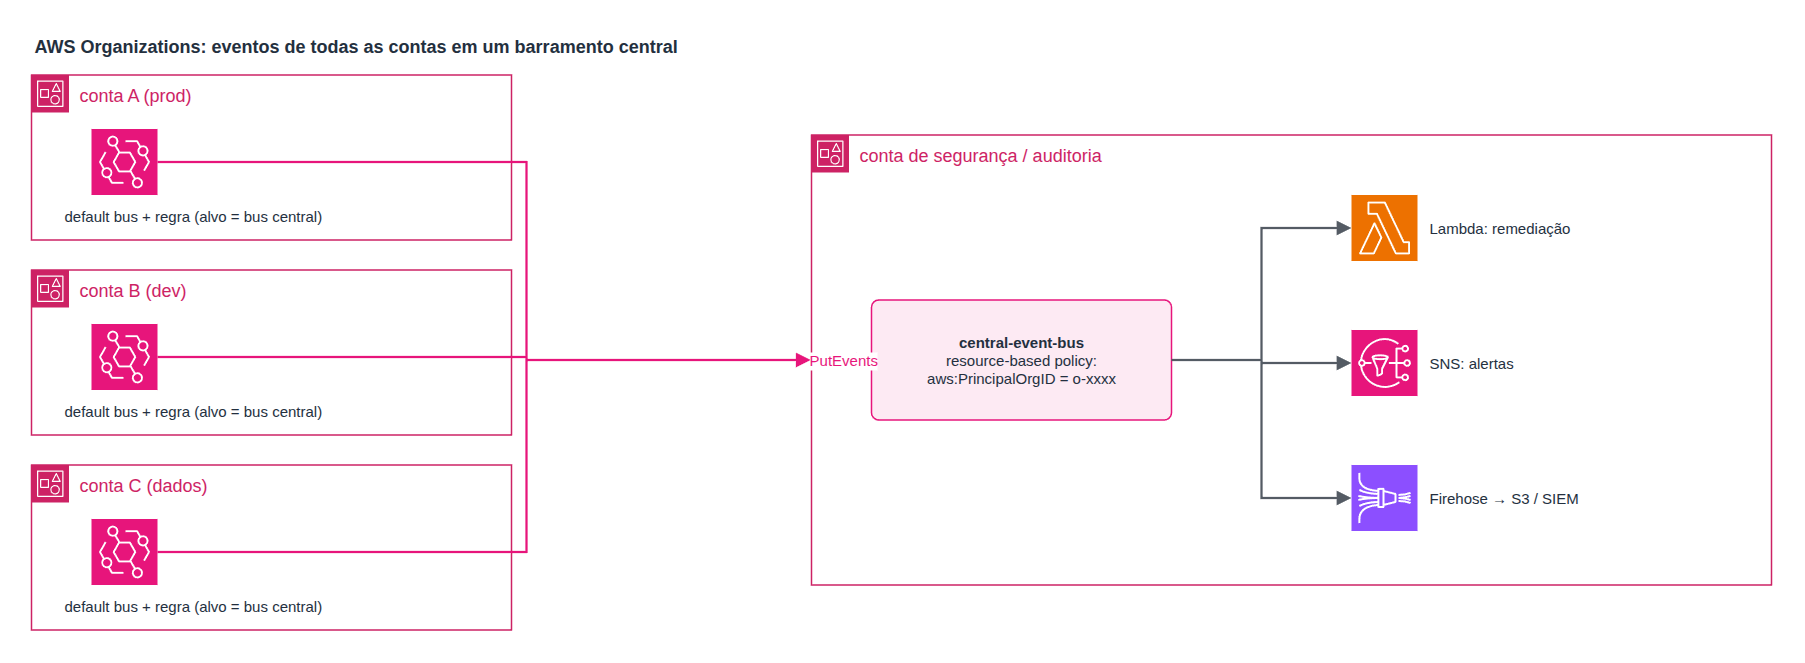 AWS Organizations: eventos de todas as contas em um barramento central
conta A (prod)
default bus + regra (alvo = bus central)
conta B (dev)
default bus + regra (alvo = bus central)
conta C (dados)
default bus + regra (alvo = bus central)
PutEvents
conta de segurança / auditoria
central-event-bus
resource-based policy:
aws:PrincipalOrgID = o-xxxx
Lambda: remediação
SNS: alertas
Firehose → S3 / SIEM